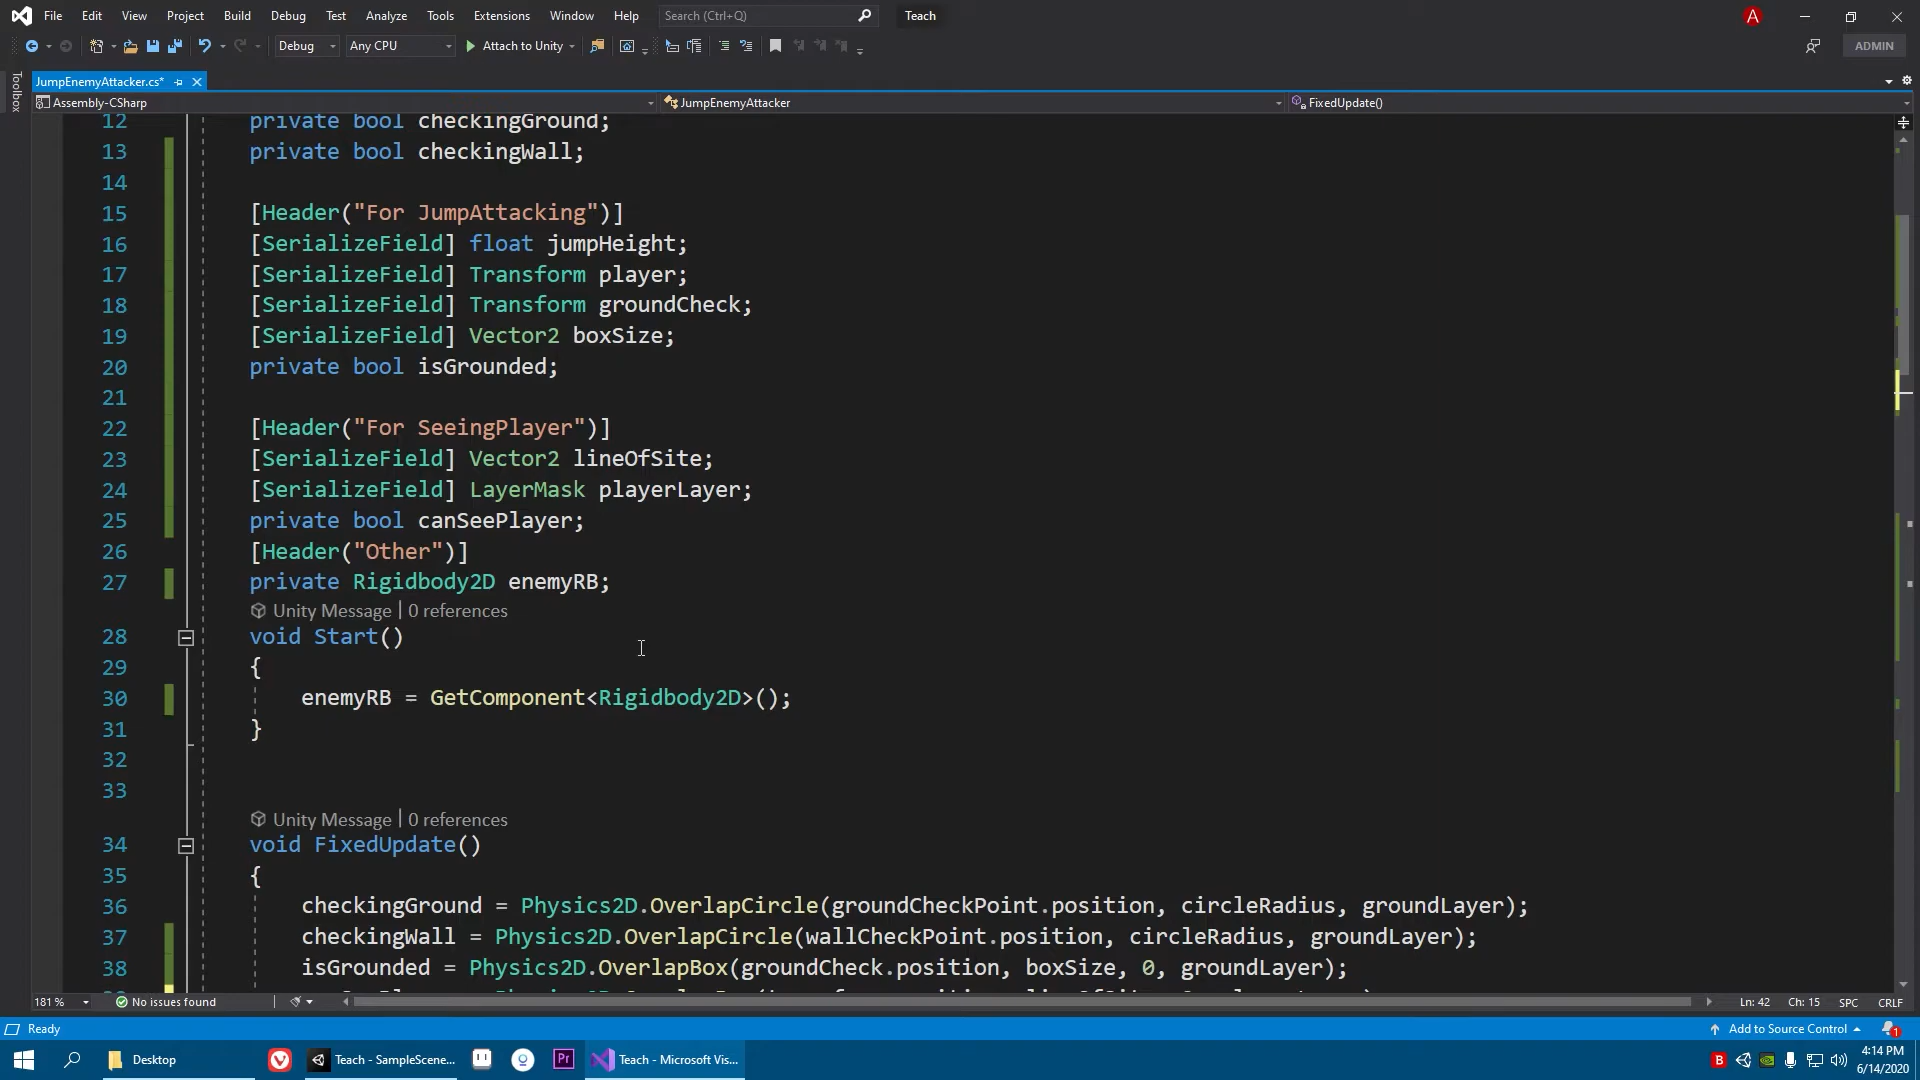 File Edit View Project Build Debug Test Analyze Tools Extensions Window Help Search (Ctrl+Q) Teach A
Debug Any CPU Attach to Unity ADMIN
Toolbox
JumpEnemyAttacker.cs*
Assembly-CSharp JumpEnemyAttacker FixedUpdate()
12 private bool checkingGround;
13 private bool checkingWall;
14
15 [Header("For JumpAttacking")]
16 [SerializeField] float jumpHeight;
17 [SerializeField] Transform player;
18 [SerializeField] Transform groundCheck;
19 [SerializeField] Vector2 boxSize;
20 private bool isGrounded;
21
22 [Header("For SeeingPlayer")]
23 [SerializeField] Vector2 lineOfSite;
24 [SerializeField] LayerMask playerLayer;
25 private bool canSeePlayer;
26 [Header("Other")]
27 private Rigidbody2D enemyRB;
Unity Message | 0 references
28 void Start()
29 {
30 enemyRB = GetComponent<Rigidbody2D>();
31 }
32
33
Unity Message | 0 references
34 void FixedUpdate()
35 {
36 checkingGround = Physics2D.OverlapCircle(groundCheckPoint.position, circleRadius, groundLayer);
37 checkingWall = Physics2D.OverlapCircle(wallCheckPoint.position, circleRadius, groundLayer);
38 isGrounded = Physics2D.OverlapBox(groundCheck.position, boxSize, 0, groundLayer);
181 % No issues found Ln: 42 Ch: 15 SPC CRLF
Ready Add to Source Control 1
Desktop Teach - SampleScene... Pr Teach - Microsoft Vis... B 4:14 PM
6/14/2020